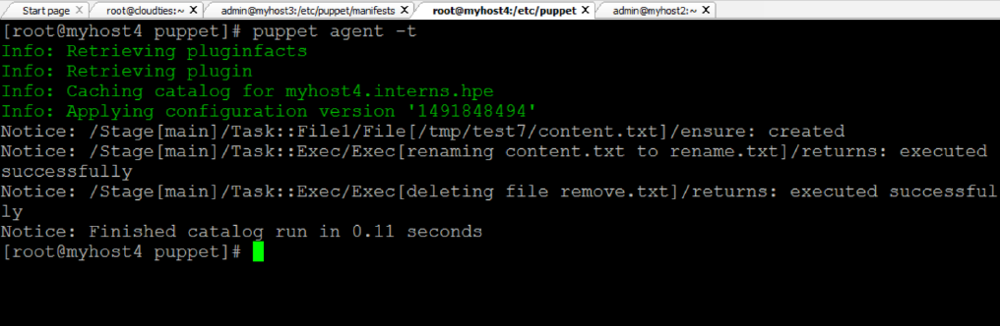 Start page X root@cloudties:~ X admin@myhost3:/etc/puppet/manifests X root@myhost4:/etc/puppet X admin@myhost2:~ X
[root@myhost4 puppet]# puppet agent -t
Info: Retrieving pluginfacts
Info: Retrieving plugin
Info: Caching catalog for myhost4.interns.hpe
Info: Applying configuration version '1491848494'
Notice: /Stage[main]/Task::File1/File[/tmp/test7/content.txt]/ensure: created
Notice: /Stage[main]/Task::Exec/Exec[renaming content.txt to rename.txt]/returns: executed
successfully
Notice: /Stage[main]/Task::Exec/Exec[deleting file remove.txt]/returns: executed successful
ly
Notice: Finished catalog run in 0.11 seconds
[root@myhost4 puppet]#